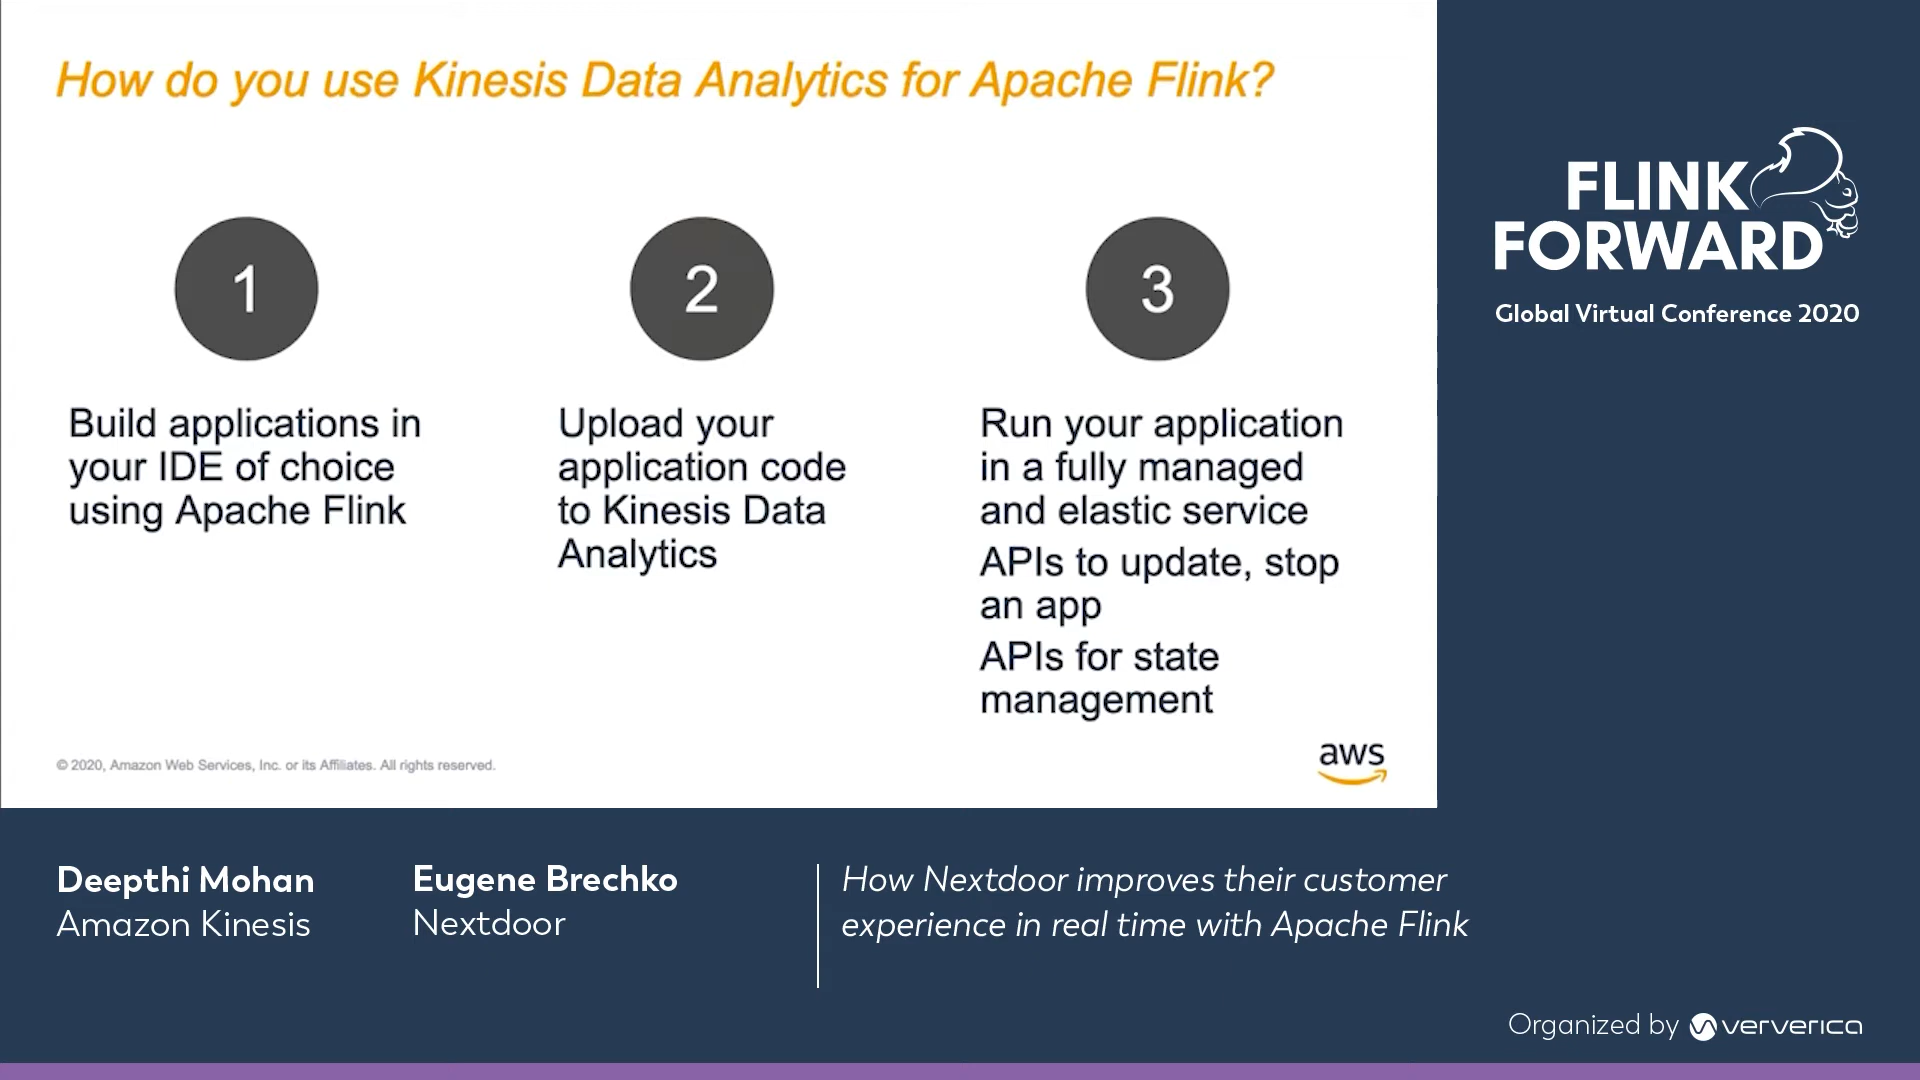 How do you use Kinesis Data Analytics for Apache Flink?
1
Build applications in
your IDE of choice
using Apache Flink
2
Upload your
application code
to Kinesis Data
Analytics
3
Run your application
in a fully managed
and elastic service
APIs to update, stop
an app
APIs for state
management
© 2020, Amazon Web Services, Inc. or its Affiliates. All rights reserved.
aws
FLINK
FORWARD
Global Virtual Conference 2020
Deepthi Mohan
Amazon Kinesis
Eugene Brechko
Nextdoor
How Nextdoor improves their customer
experience in real time with Apache Flink
Organized by ververica